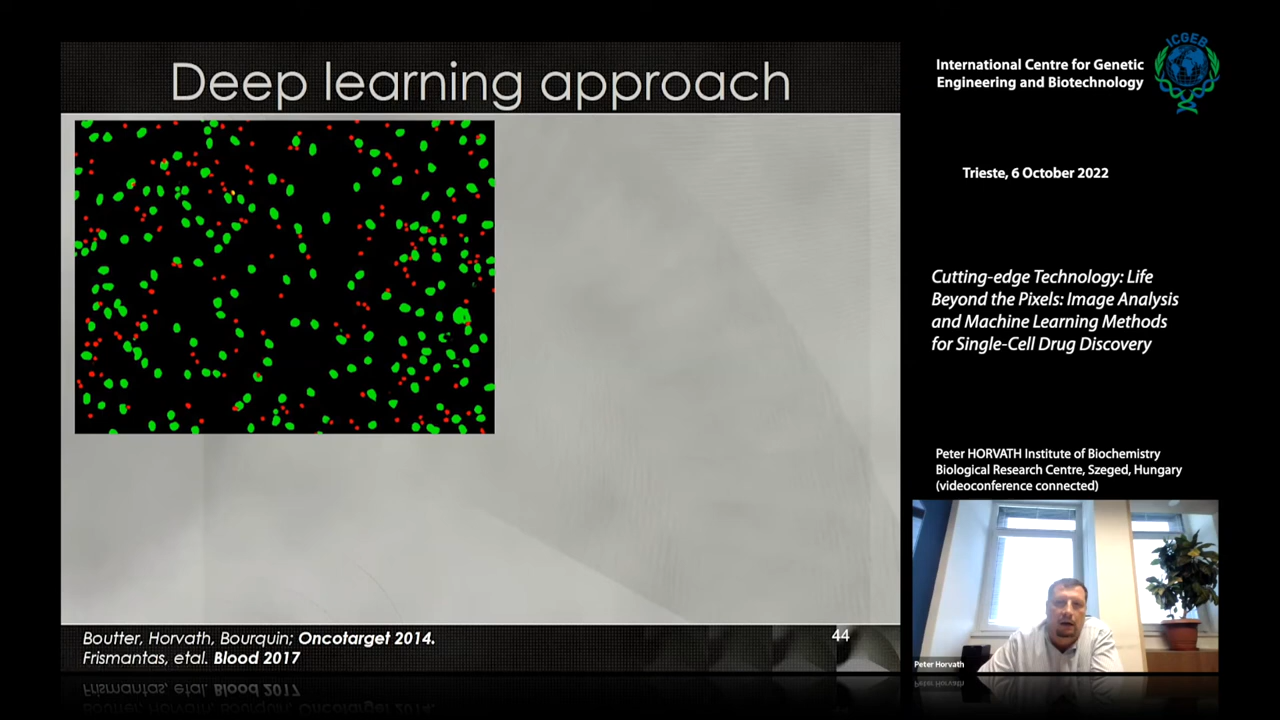 Deep learning approach
Boutter, Horvath, Bourquin; Oncotarget 2014.
Frismantas, etal. Blood 2017
44
International Centre for Genetic
Engineering and Biotechnology
ICGEB
Trieste, 6 October 2022
Cutting-edge Technology: Life
Beyond the Pixels: Image Analysis
and Machine Learning Methods
for Single-Cell Drug Discovery
Peter HORVATH Institute of Biochemistry
Biological Research Centre, Szeged, Hungary
(videoconference connected)
Peter Horvath